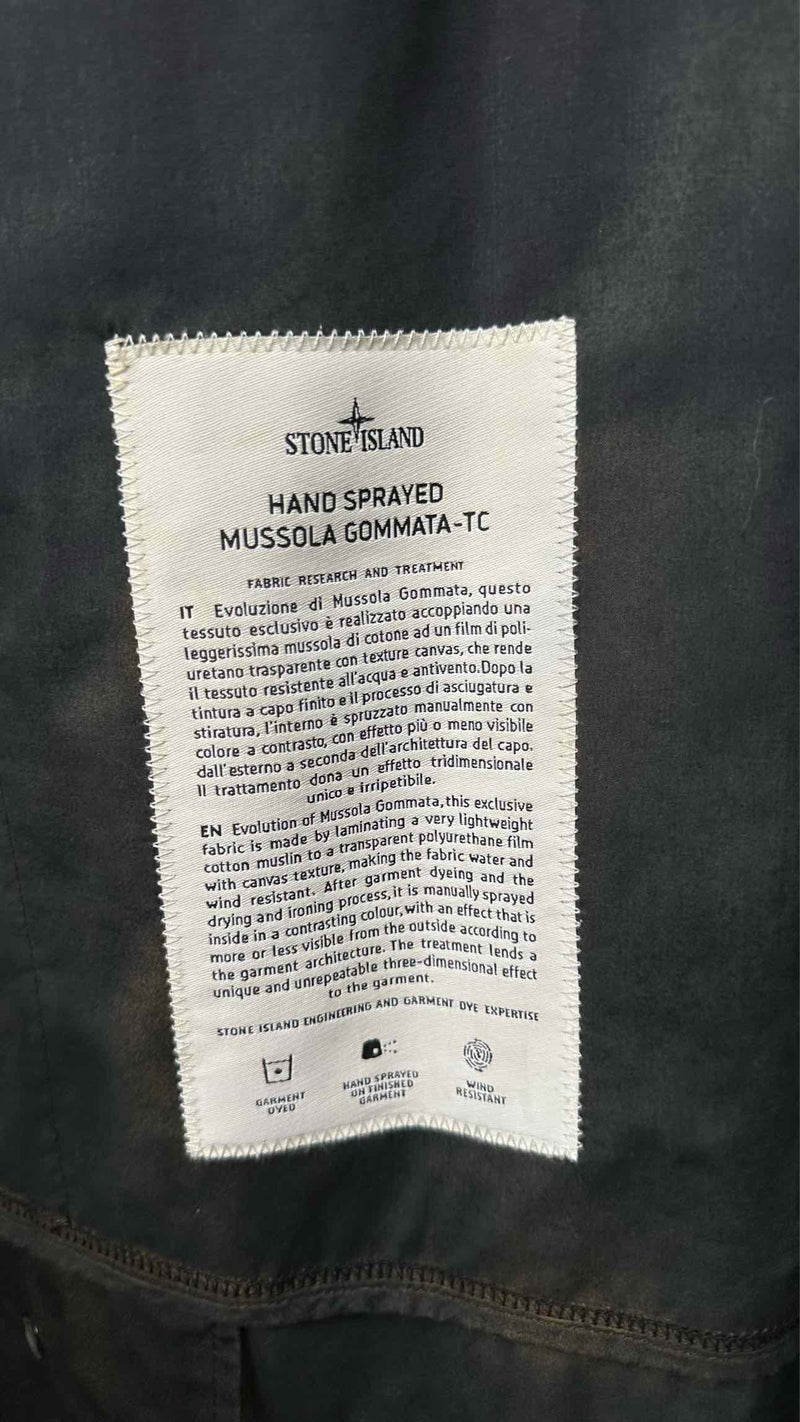 STONE ISLAND
HAND SPRAYED
MUSSOLA GOMMATA-TC
FABRIC RESEARCH AND TREATMENT
IT Evoluzione di Mussola Gommata, questo
tessuto esclusivo è realizzato accoppiando una
leggerissima mussola di cotone ad un film di poli-
uretano trasparente con texture canvas, che rende
il tessuto resistente all'acqua e antivento.Dopo la
tintura a capo finito e il processo di asciugatura e
stiratura, l'interno è spruzzato manualmente con
colore a contrasto, con effetto più o meno visibile
dall'esterno a seconda dell'architettura del capo.
Il trattamento dona un effetto tridimensionale
unico e irripetibile.
EN Evolution of Mussola Gommata,this exclusive
fabric is made by laminating a very lightweight
cotton muslin to a transparent polyurethane film
with canvas texture, making the fabric water and
wind resistant. After garment dyeing and the
drying and ironing process,it is manually sprayed
inside in a contrasting colour,with an effect that is
more or less visible from the outside according to
the garment architecture. The treatment lends a
unique and unrepeatable three-dimensional effect
to the garment.
STONE ISLAND ENGINEERING AND GARMENT DYE EXPERTISE
GARMENT
DYED
HAND SPRAYED
ON FINISHED
GARMENT
WIND
RESISTANT